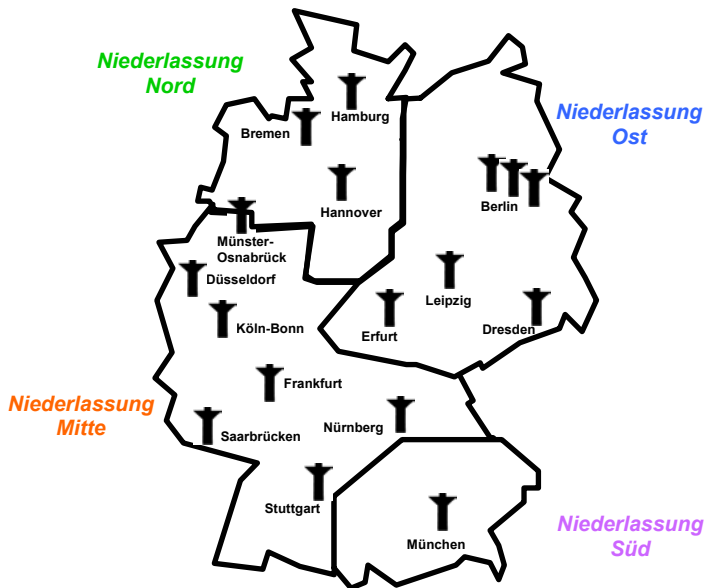 Niederlassung
Nord
Hamburg
Bremen
Niederlassung
Ost
Berlin
Hannover
Münster-
Osnabrück
Düsseldorf
Leipzig
Köln-Bonn
Erfurt
Dresden
Frankfurt
Niederlassung
Mitte
Nürnberg
Saarbrücken
Stuttgart
Niederlassung
Süd
München